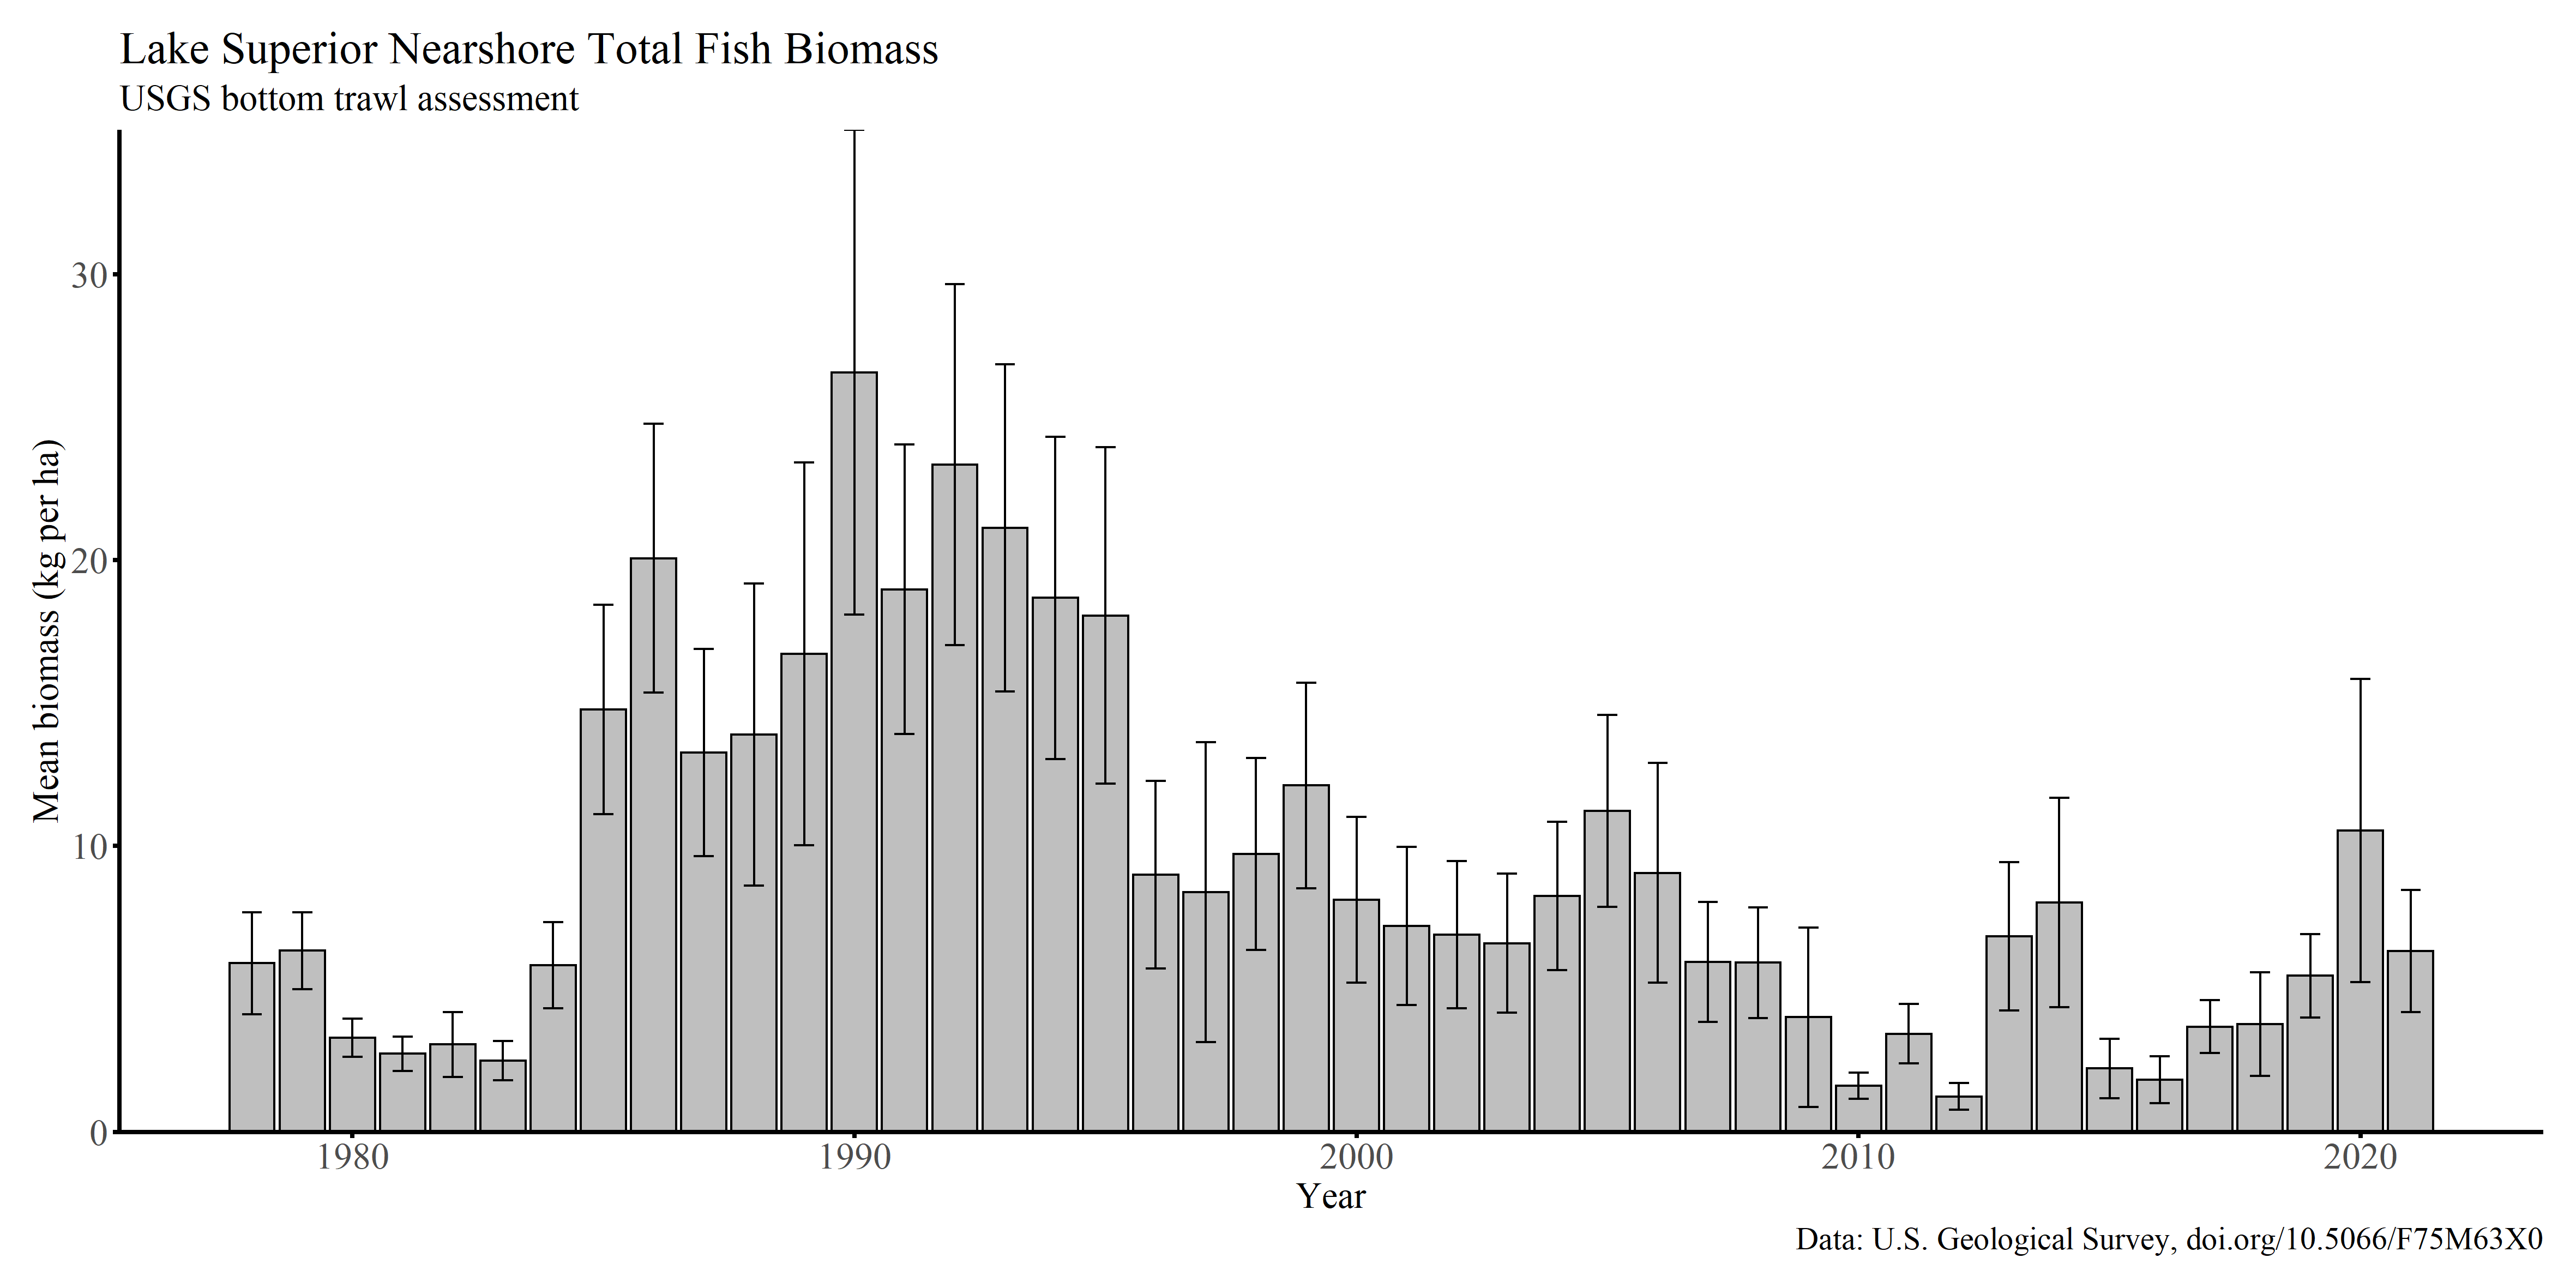 Lake Superior Nearshore Total Fish Biomass
USGS bottom trawl assessment
Mean biomass (kg per ha)
30
20
10
0
1980 1990 2000 2010 2020
Year
Data: U.S. Geological Survey, doi.org/10.5066/F75M63X0